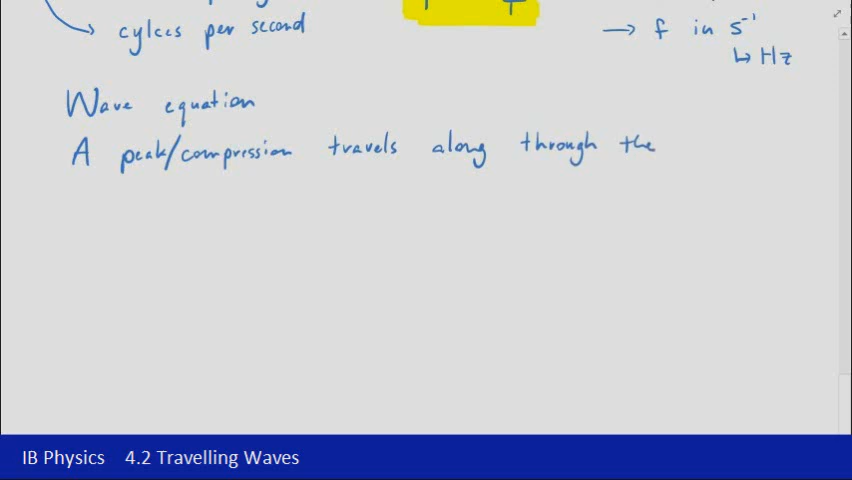 cylces per second
→ f in s⁻¹
↳ Hz
Wave equation
A peak/compression travels along through the
IB Physics 4.2 Travelling Waves